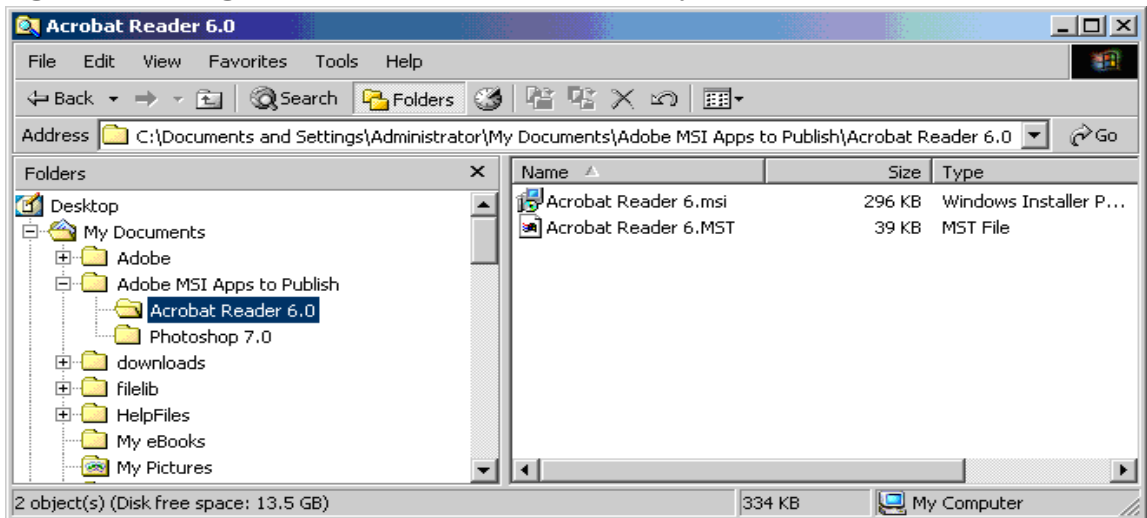 Acrobat Reader 6.0
File Edit View Favorites Tools Help
Back Search Folders
Address C:\Documents and Settings\Administrator\My Documents\Adobe MSI Apps to Publish\Acrobat Reader 6.0 Go
Folders Name Size Type
Desktop
My Documents
Adobe
Adobe MSI Apps to Publish
Acrobat Reader 6.0
Photoshop 7.0
downloads
filelib
HelpFiles
My eBooks
My Pictures
Acrobat Reader 6.msi 296 KB Windows Installer P...
Acrobat Reader 6.MST 39 KB MST File
2 object(s) (Disk free space: 13.5 GB) 334 KB My Computer